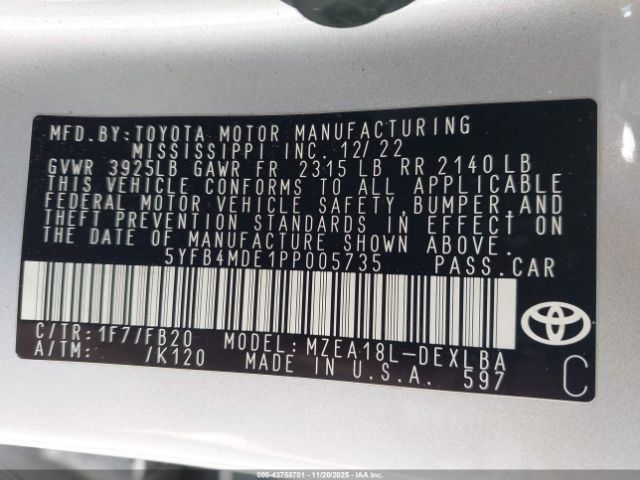 MFD.BY:TOYOTA MOTOR MANUFACTURING
MISSISSIPPI INC. 12/22
GVWR 3925LB GAWR FR 2315 LB RR 2140 LB
THIS VEHICLE CONFORMS TO ALL APPLICABLE
FEDERAL MOTOR VEHICLE SAFETY,BUMPER,AND
THEFT PREVENTION STANDARDS IN EFFECT ON
THE DATE OF MANUFACTURE SHOWN ABOVE.
5YFB4MDE1PP005735 PASS.CAR
C/TR:1F7/FB20 MODEL:MZEA18L-DEXLBA
A/TM: /K120 MADE IN U.S.A. 597
C
000-43758701 - 11/20/2025 - IAAI.COM